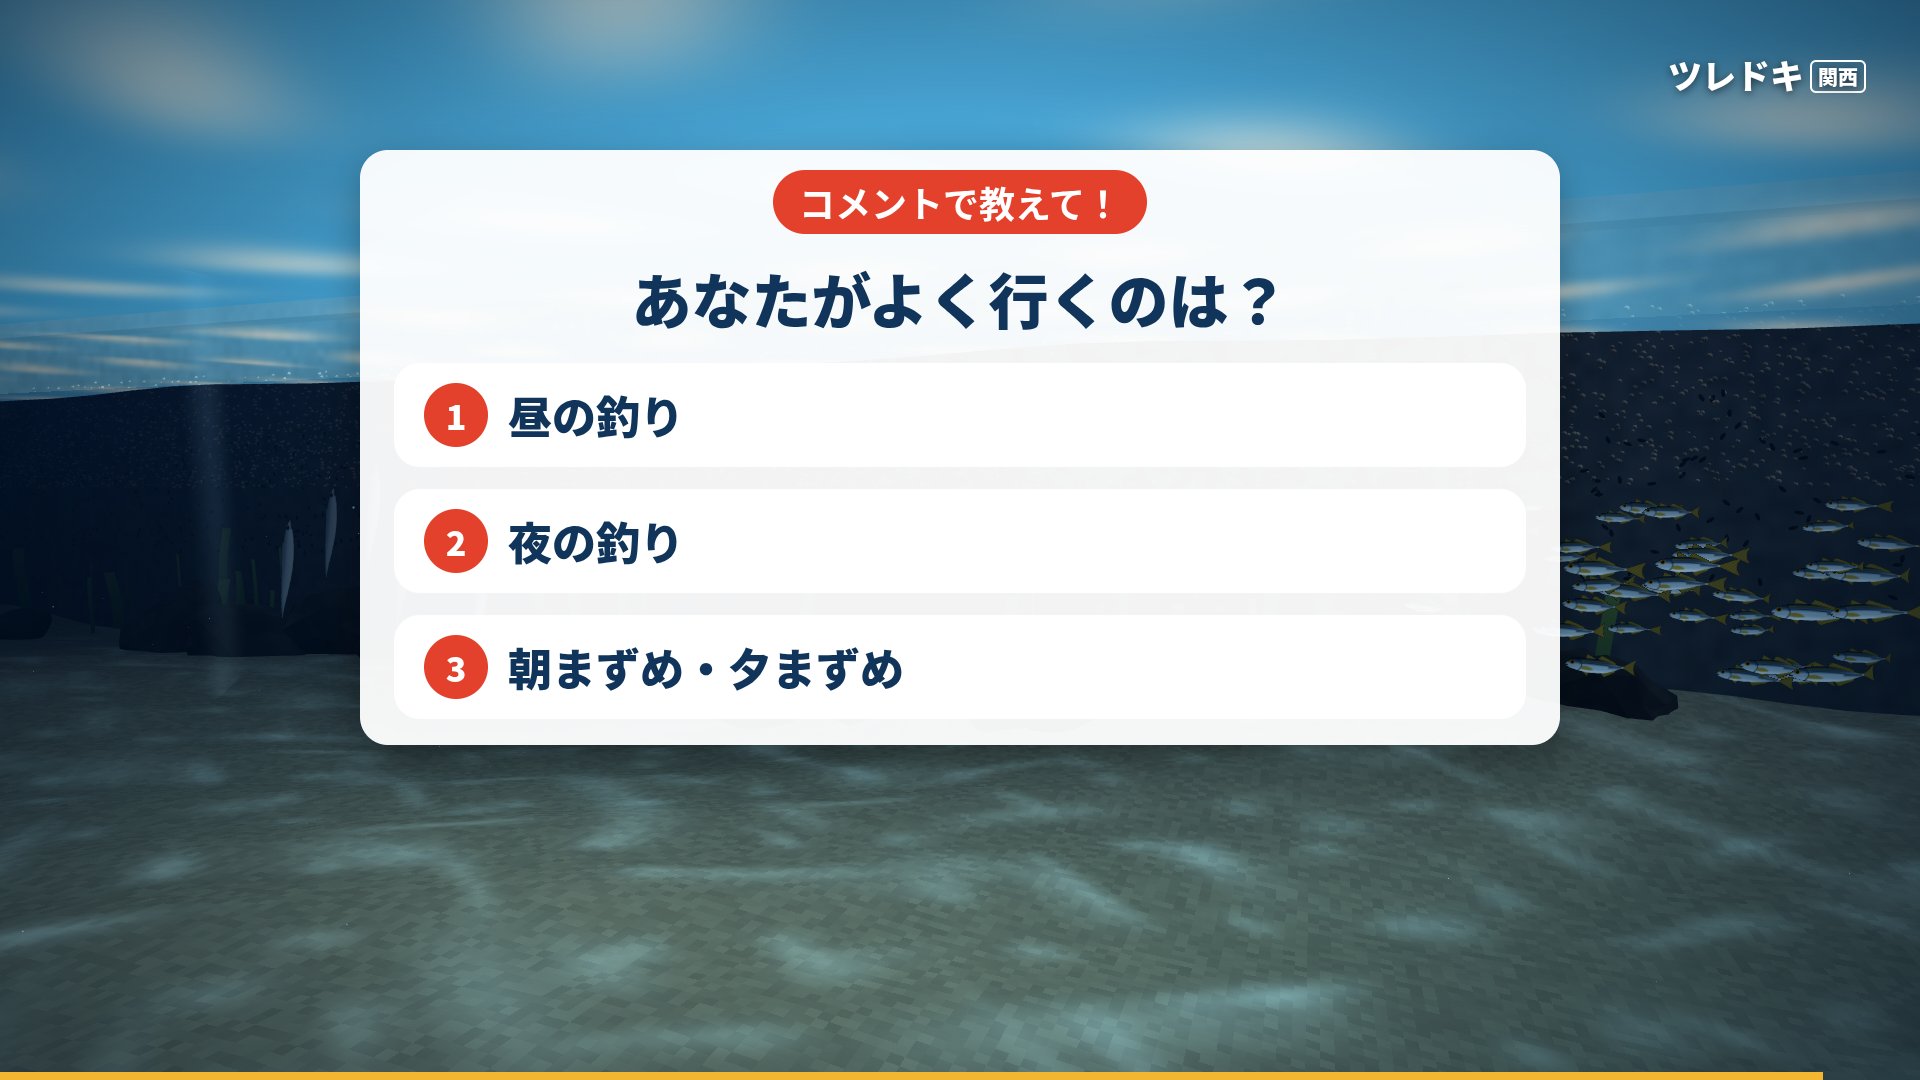 ツレドキ 関西
コメントで教えて！
あなたがよく行くのは？
1 昼の釣り
2 夜の釣り
3 朝まずめ・夕まずめ